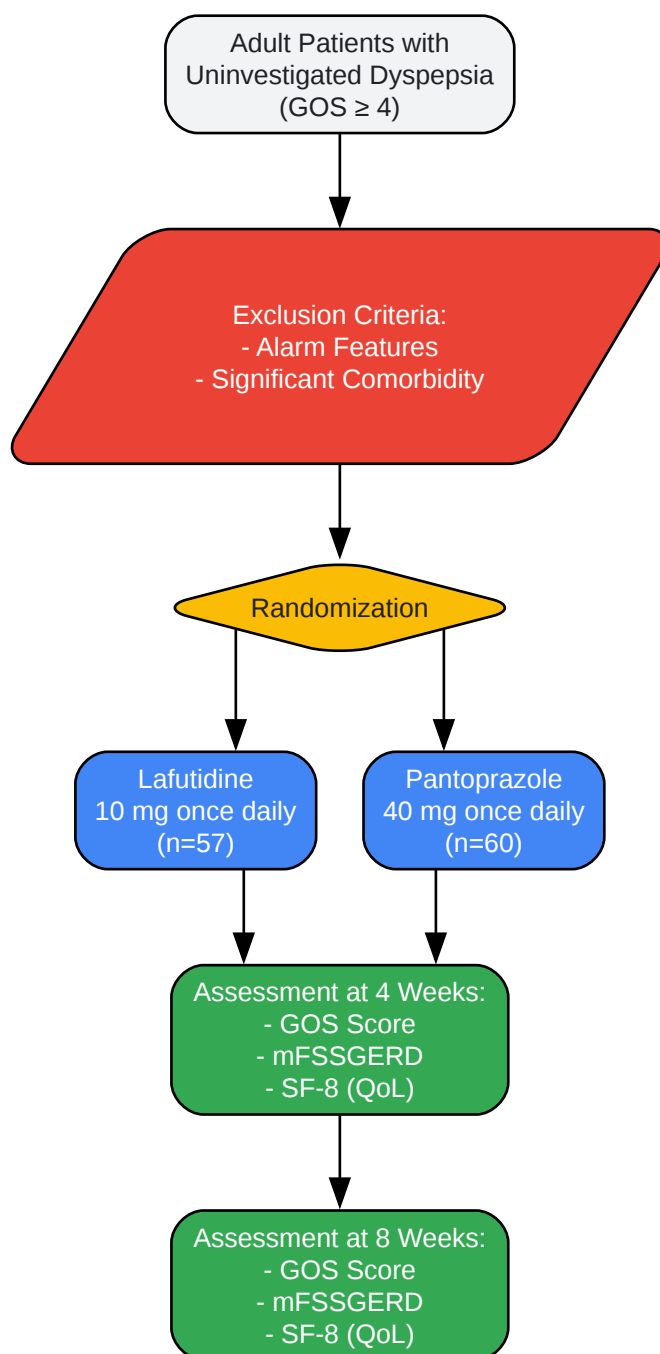 Adult Patients with
Uninvestigated Dyspepsia
(GOS ≥ 4)
Exclusion Criteria:
- Alarm Features
- Significant Comorbidity
Randomization
Lafutidine
10 mg once daily
(n=57)
Pantoprazole
40 mg once daily
(n=60)
Assessment at 4 Weeks:
- GOS Score
- mFSSGERD
- SF-8 (QoL)
Assessment at 8 Weeks:
- GOS Score
- mFSSGERD
- SF-8 (QoL)